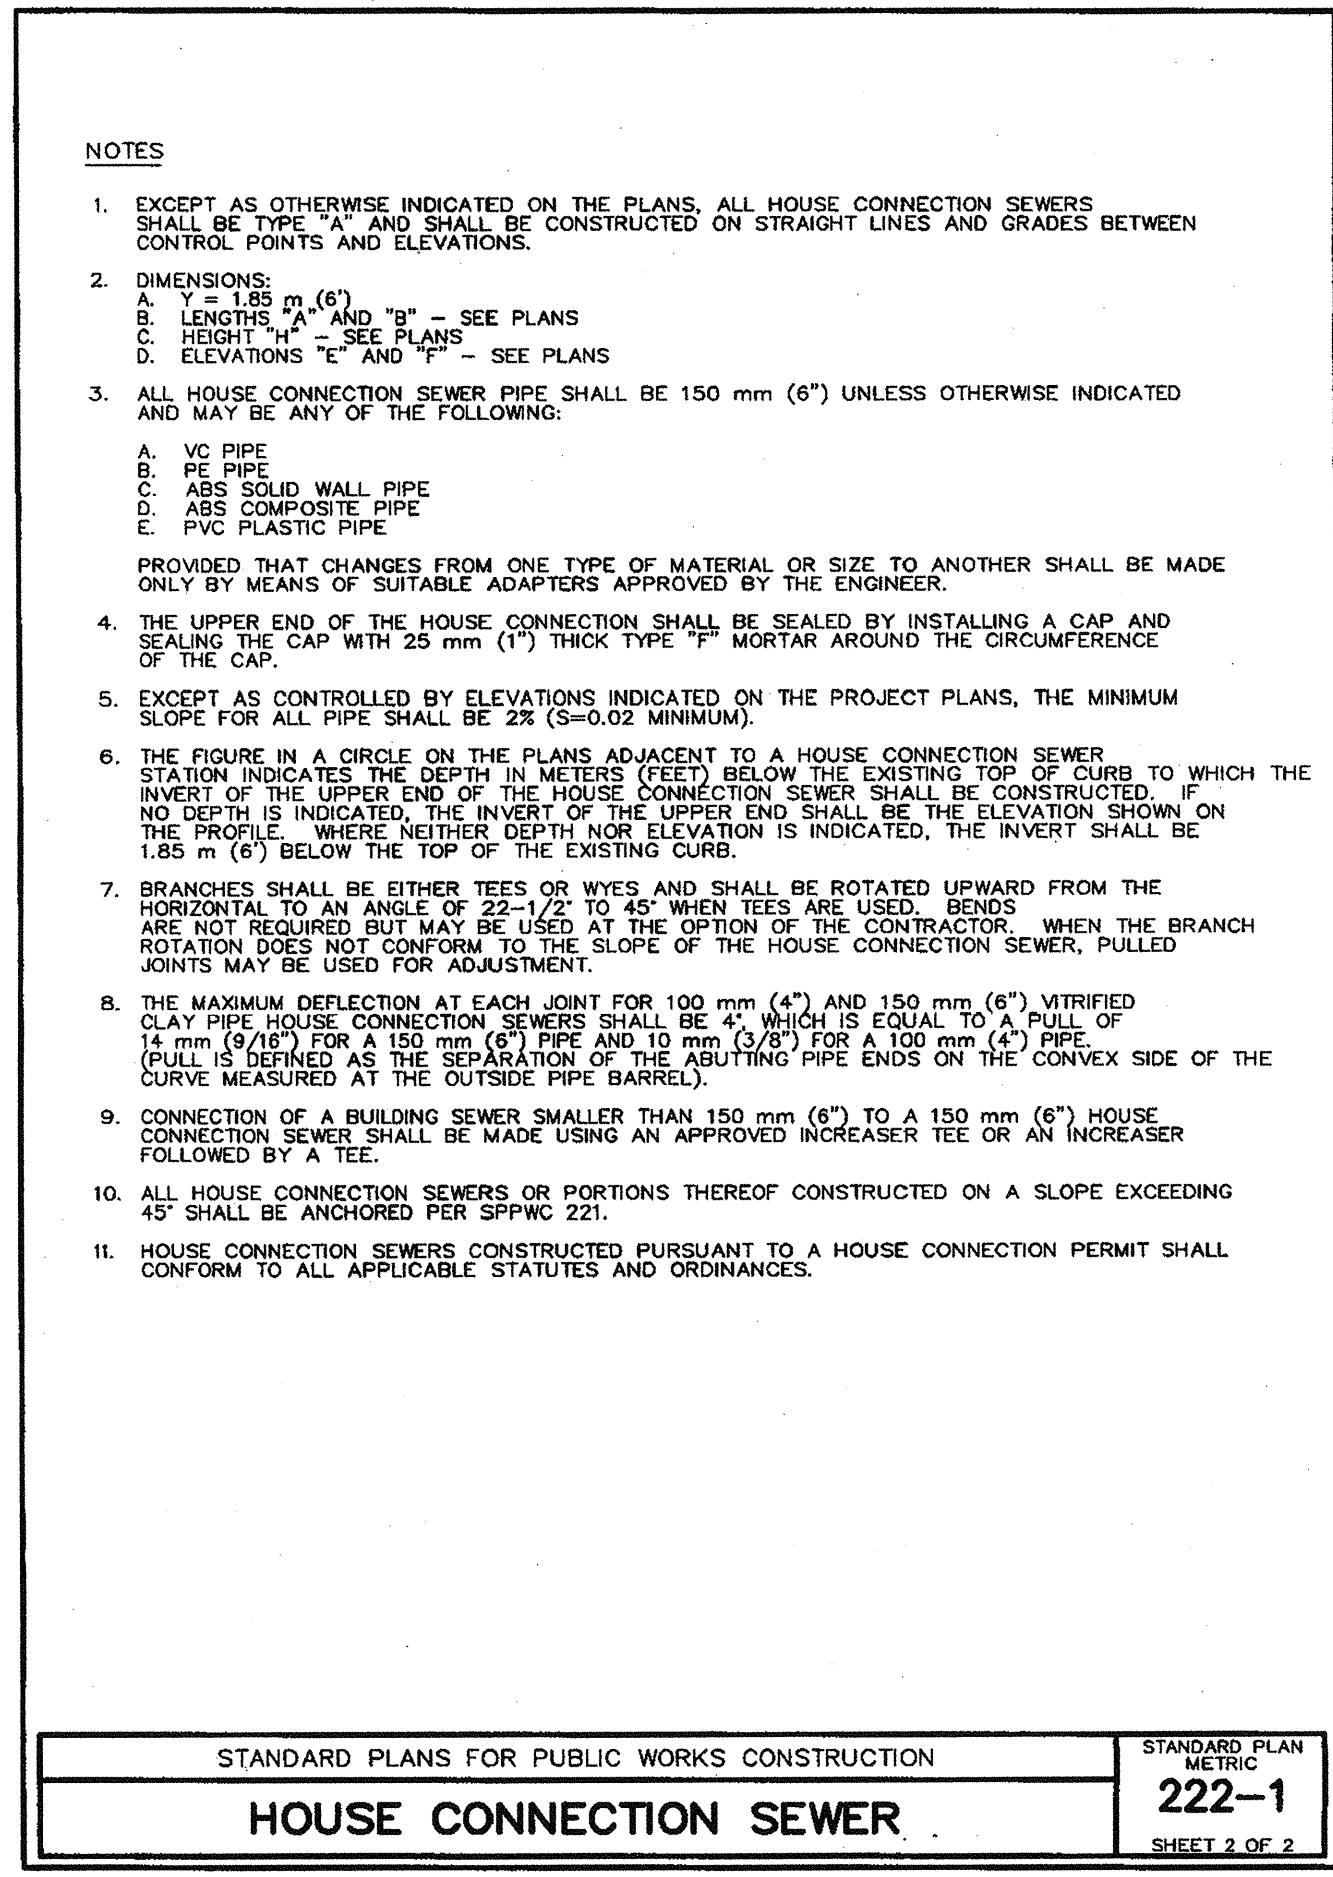 NOTES
1. EXCEPT AS OTHERWISE INDICATED ON THE PLANS, ALL HOUSE CONNECTION SEWERS
SHALL BE TYPE "A" AND SHALL BE CONSTRUCTED ON STRAIGHT LINES AND GRADES BETWEEN
CONTROL POINTS AND ELEVATIONS.
2. DIMENSIONS:
A. Y = 1.85 m (6')
B. LENGTHS "A" AND "B" – SEE PLANS
C. HEIGHT "H" – SEE PLANS
D. ELEVATIONS "E" AND "F" – SEE PLANS
3. ALL HOUSE CONNECTION SEWER PIPE SHALL BE 150 mm (6") UNLESS OTHERWISE INDICATED
AND MAY BE ANY OF THE FOLLOWING:
A. VC PIPE
B. PE PIPE
C. ABS SOLID WALL PIPE
D. ABS COMPOSITE PIPE
E. PVC PLASTIC PIPE
PROVIDED THAT CHANGES FROM ONE TYPE OF MATERIAL OR SIZE TO ANOTHER SHALL BE MADE
ONLY BY MEANS OF SUITABLE ADAPTERS APPROVED BY THE ENGINEER.
4. THE UPPER END OF THE HOUSE CONNECTION SHALL BE SEALED BY INSTALLING A CAP AND
SEALING THE CAP WITH 25 mm (1") THICK TYPE "F" MORTAR AROUND THE CIRCUMFERENCE
OF THE CAP.
5. EXCEPT AS CONTROLLED BY ELEVATIONS INDICATED ON THE PROJECT PLANS, THE MINIMUM
SLOPE FOR ALL PIPE SHALL BE 2% (S=0.02 MINIMUM).
6. THE FIGURE IN A CIRCLE ON THE PLANS ADJACENT TO A HOUSE CONNECTION SEWER
STATION INDICATES THE DEPTH IN METERS (FEET) BELOW THE EXISTING TOP OF CURB TO WHICH THE
INVERT OF THE UPPER END OF THE HOUSE CONNECTION SEWER SHALL BE CONSTRUCTED. IF
NO DEPTH IS INDICATED, THE INVERT OF THE UPPER END SHALL BE THE ELEVATION SHOWN ON
THE PROFILE. WHERE NEITHER DEPTH NOR ELEVATION IS INDICATED, THE INVERT SHALL BE
1.85 m (6') BELOW THE TOP OF THE EXISTING CURB.
7. BRANCHES SHALL BE EITHER TEES OR WYES AND SHALL BE ROTATED UPWARD FROM THE
HORIZONTAL TO AN ANGLE OF 22–1/2° TO 45° WHEN TEES ARE USED. BENDS
ARE NOT REQUIRED BUT MAY BE USED AT THE OPTION OF THE CONTRACTOR. WHEN THE BRANCH
ROTATION DOES NOT CONFORM TO THE SLOPE OF THE HOUSE CONNECTION SEWER, PULLED
JOINTS MAY BE USED FOR ADJUSTMENT.
8. THE MAXIMUM DEFLECTION AT EACH JOINT FOR 100 mm (4") AND 150 mm (6") VITRIFIED
CLAY PIPE HOUSE CONNECTION SEWERS SHALL BE 4°, WHICH IS EQUAL TO A PULL OF
14 mm (9/16") FOR A 150 mm (6") PIPE AND 10 mm (3/8") FOR A 100 mm (4") PIPE.
(PULL IS DEFINED AS THE SEPARATION OF THE ABUTTING PIPE ENDS ON THE CONVEX SIDE OF THE
CURVE MEASURED AT THE OUTSIDE PIPE BARREL).
9. CONNECTION OF A BUILDING SEWER SMALLER THAN 150 mm (6") TO A 150 mm (6") HOUSE
CONNECTION SEWER SHALL BE MADE USING AN APPROVED INCREASER TEE OR AN INCREASER
FOLLOWED BY A TEE.
10. ALL HOUSE CONNECTION SEWERS OR PORTIONS THEREOF CONSTRUCTED ON A SLOPE EXCEEDING
45° SHALL BE ANCHORED PER SPPWC 221.
11. HOUSE CONNECTION SEWERS CONSTRUCTED PURSUANT TO A HOUSE CONNECTION PERMIT SHALL
CONFORM TO ALL APPLICABLE STATUTES AND ORDINANCES.
STANDARD PLANS FOR PUBLIC WORKS CONSTRUCTION
HOUSE CONNECTION SEWER
STANDARD PLAN
METRIC
222–1
SHEET 2 OF 2